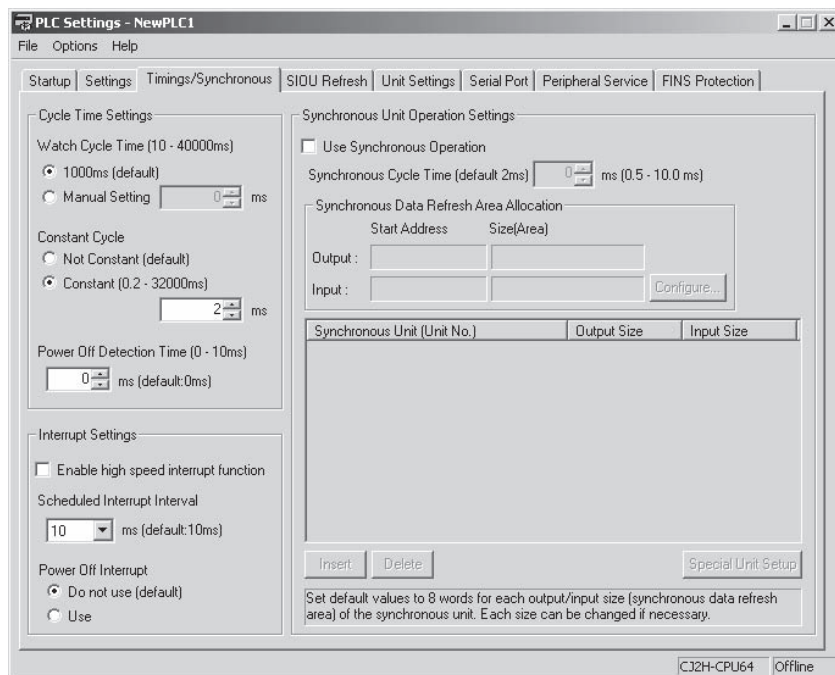 PLC Settings - NewPLC1
File Options Help
Startup Settings Timings/Synchronous SIOU Refresh Unit Settings Serial Port Peripheral Service FINS Protection
Cycle Time Settings
Watch Cycle Time (10 - 40000ms)
1000ms (default)
Manual Setting 0 ms
Constant Cycle
Not Constant (default)
Constant (0.2 - 32000ms)
2 ms
Power Off Detection Time (0 - 10ms)
0 ms (default:0ms)
Interrupt Settings
Enable high speed interrupt function
Scheduled Interrupt Interval
10 ms (default:10ms)
Power Off Interrupt
Do not use (default)
Use
Synchronous Unit Operation Settings
Use Synchronous Operation
Synchronous Cycle Time (default 2ms) 0 ms (0.5 - 10.0 ms)
Synchronous Data Refresh Area Allocation
Start Address Size(Area)
Output :
Input : Configure...
Synchronous Unit (Unit No.) Output Size Input Size
Insert Delete Special Unit Setup
Set default values to 8 words for each output/input size (synchronous data refresh
area) of the synchronous unit. Each size can be changed if necessary.
CJ2H-CPU64 Offline